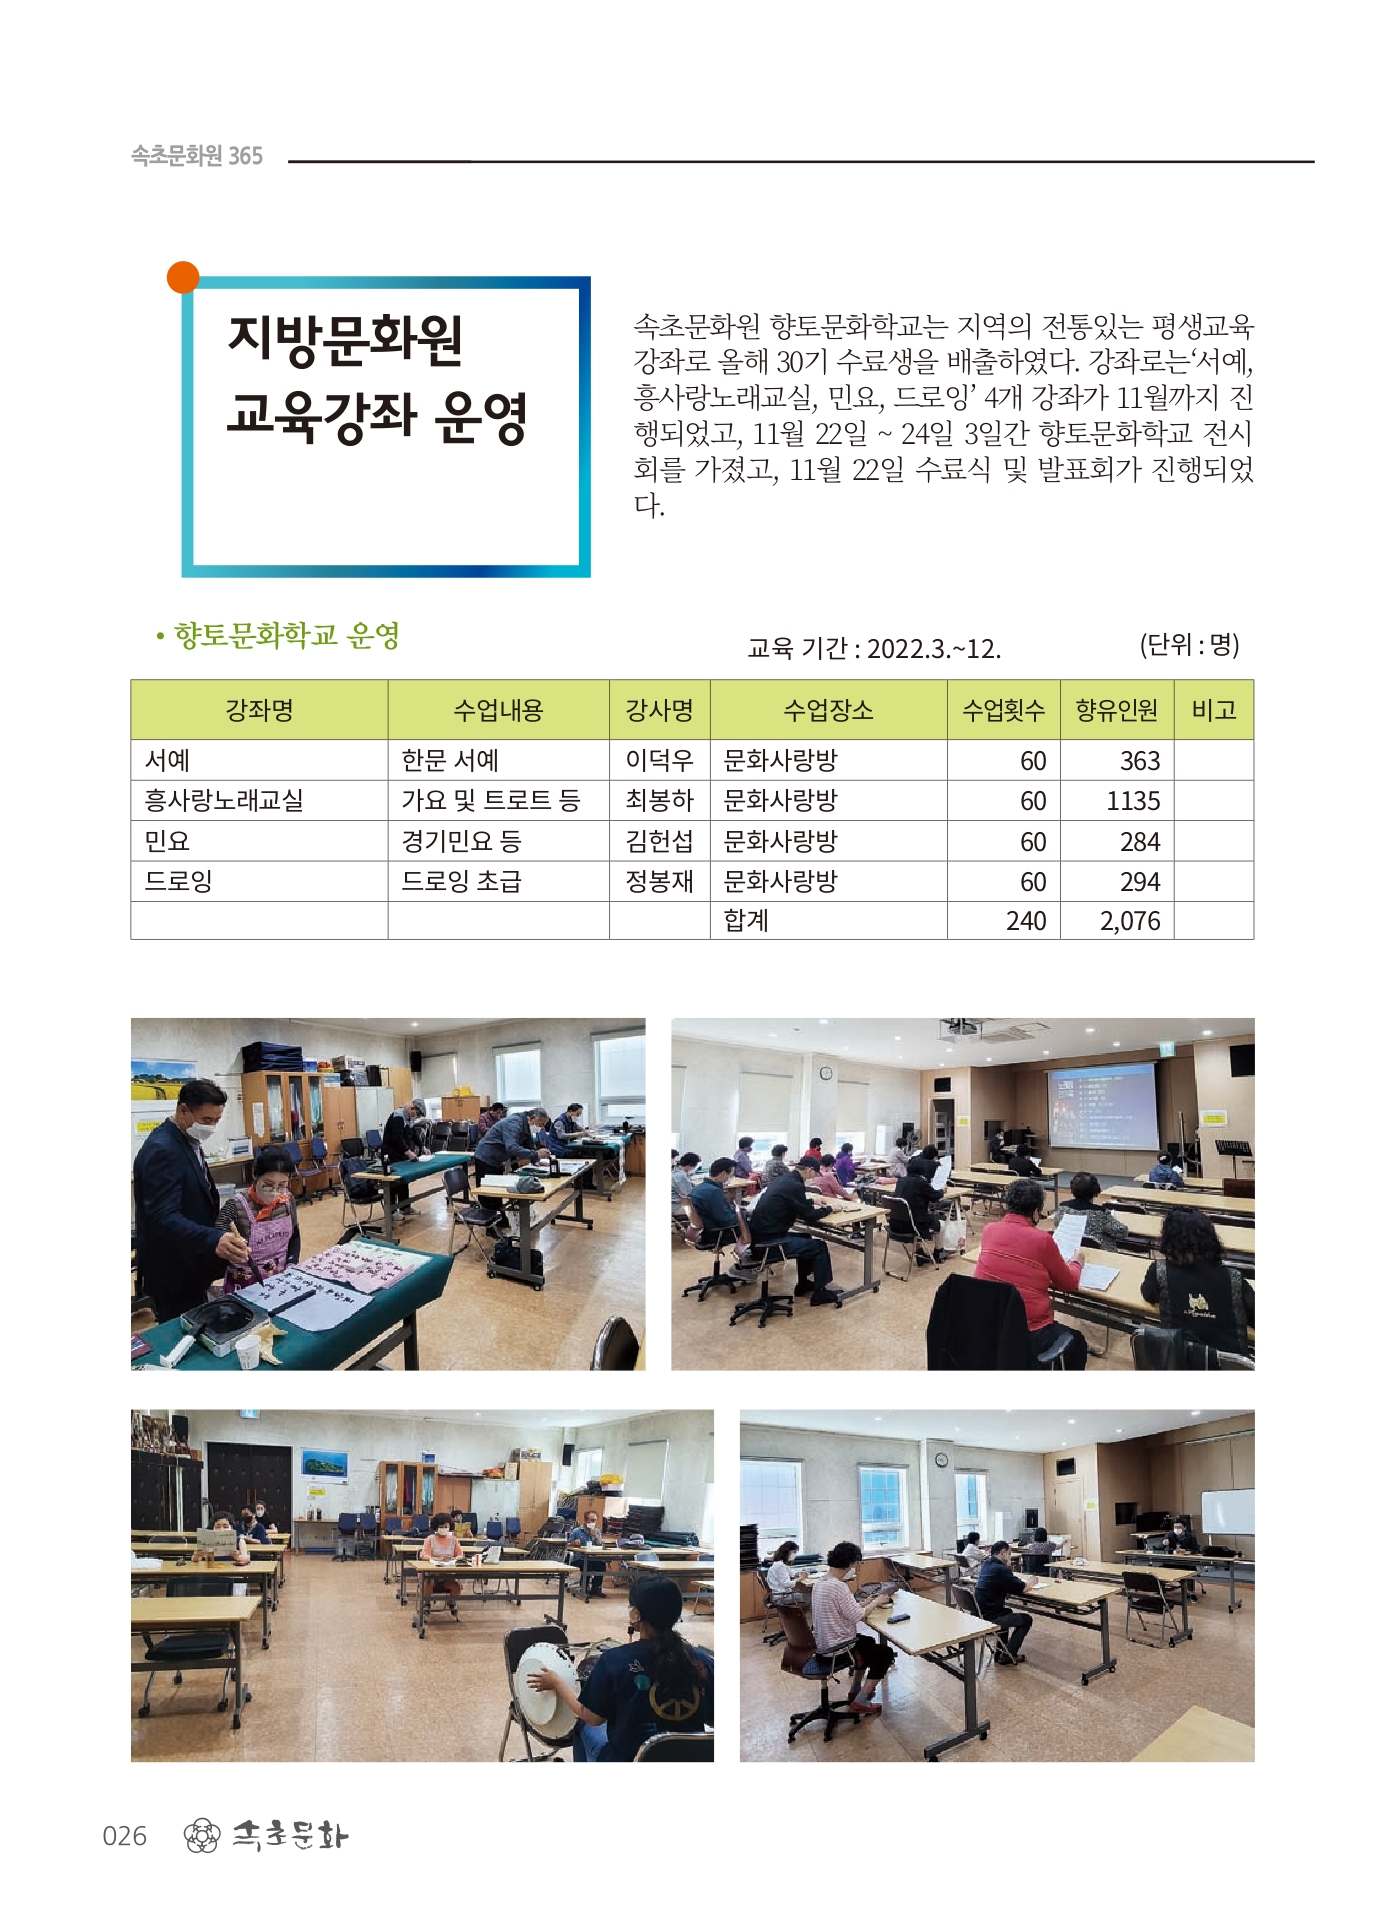 속초문화원 365
지방문화원
교육강좌 운영
속초문화원 향토문화학교는 지역의 전통있는 평생교육
강좌로 올해 30기 수료생을 배출하였다. 강좌로는‘서예,
흥사랑노래교실, 민요, 드로잉’ 4개 강좌가 11월까지 진
행되었고, 11월 22일 ~ 24일 3일간 향토문화학교 전시
회를 가졌고, 11월 22일 수료식 및 발표회가 진행되었
다.
• 향토문화학교 운영
교육 기간 : 2022.3.~12.
(단위 : 명)
강좌명 수업내용 강사명 수업장소 수업횟수 향유인원 비고
서예 한문 서예 이덕우 문화사랑방 60 363
흥사랑노래교실 가요 및 트로트 등 최봉하 문화사랑방 60 1135
민요 경기민요 등 김헌섭 문화사랑방 60 284
드로잉 드로잉 초급 정봉재 문화사랑방 60 294
합계 240 2,076
026 속초문화